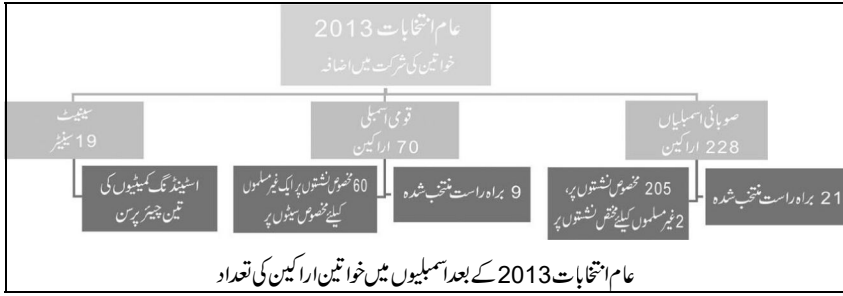 عام انتخابات 2013
خواتین کی شرکت میں اضافہ
صوبائی اسمبلیاں
228 اراکین
قومی اسمبلی
70 اراکین
سینیٹ
19 سینیٹر
21 براہ راست منتخب شدہ
205 مخصوص نشستوں پر،
2 غیر مسلموں کیلئے مختص نشستوں پر
9 براہ راست منتخب شدہ
60 مخصوص نشستوں پر ایک غیر مسلموں
کیلئے مخصوص سیٹوں پر
اسٹینڈنگ کمیٹیوں کی
تین چیئر پرسن
عام انتخابات 2013 کے بعد اسمبلیوں میں خواتین اراکین کی تعداد